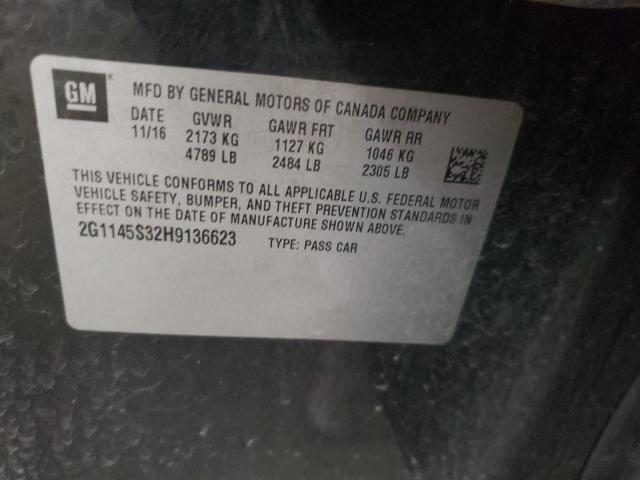 GM
MFD BY GENERAL MOTORS OF CANADA COMPANY
DATE GVWR GAWR FRT GAWR RR
11/16 2173 KG 1127 KG 1046 KG
4789 LB 2484 LB 2305 LB
THIS VEHICLE CONFORMS TO ALL APPLICABLE U.S. FEDERAL MOTOR
VEHICLE SAFETY, BUMPER, AND THEFT PREVENTION STANDARDS IN
EFFECT ON THE DATE OF MANUFACTURE SHOWN ABOVE.
2G1145S32H9136623 TYPE: PASS CAR